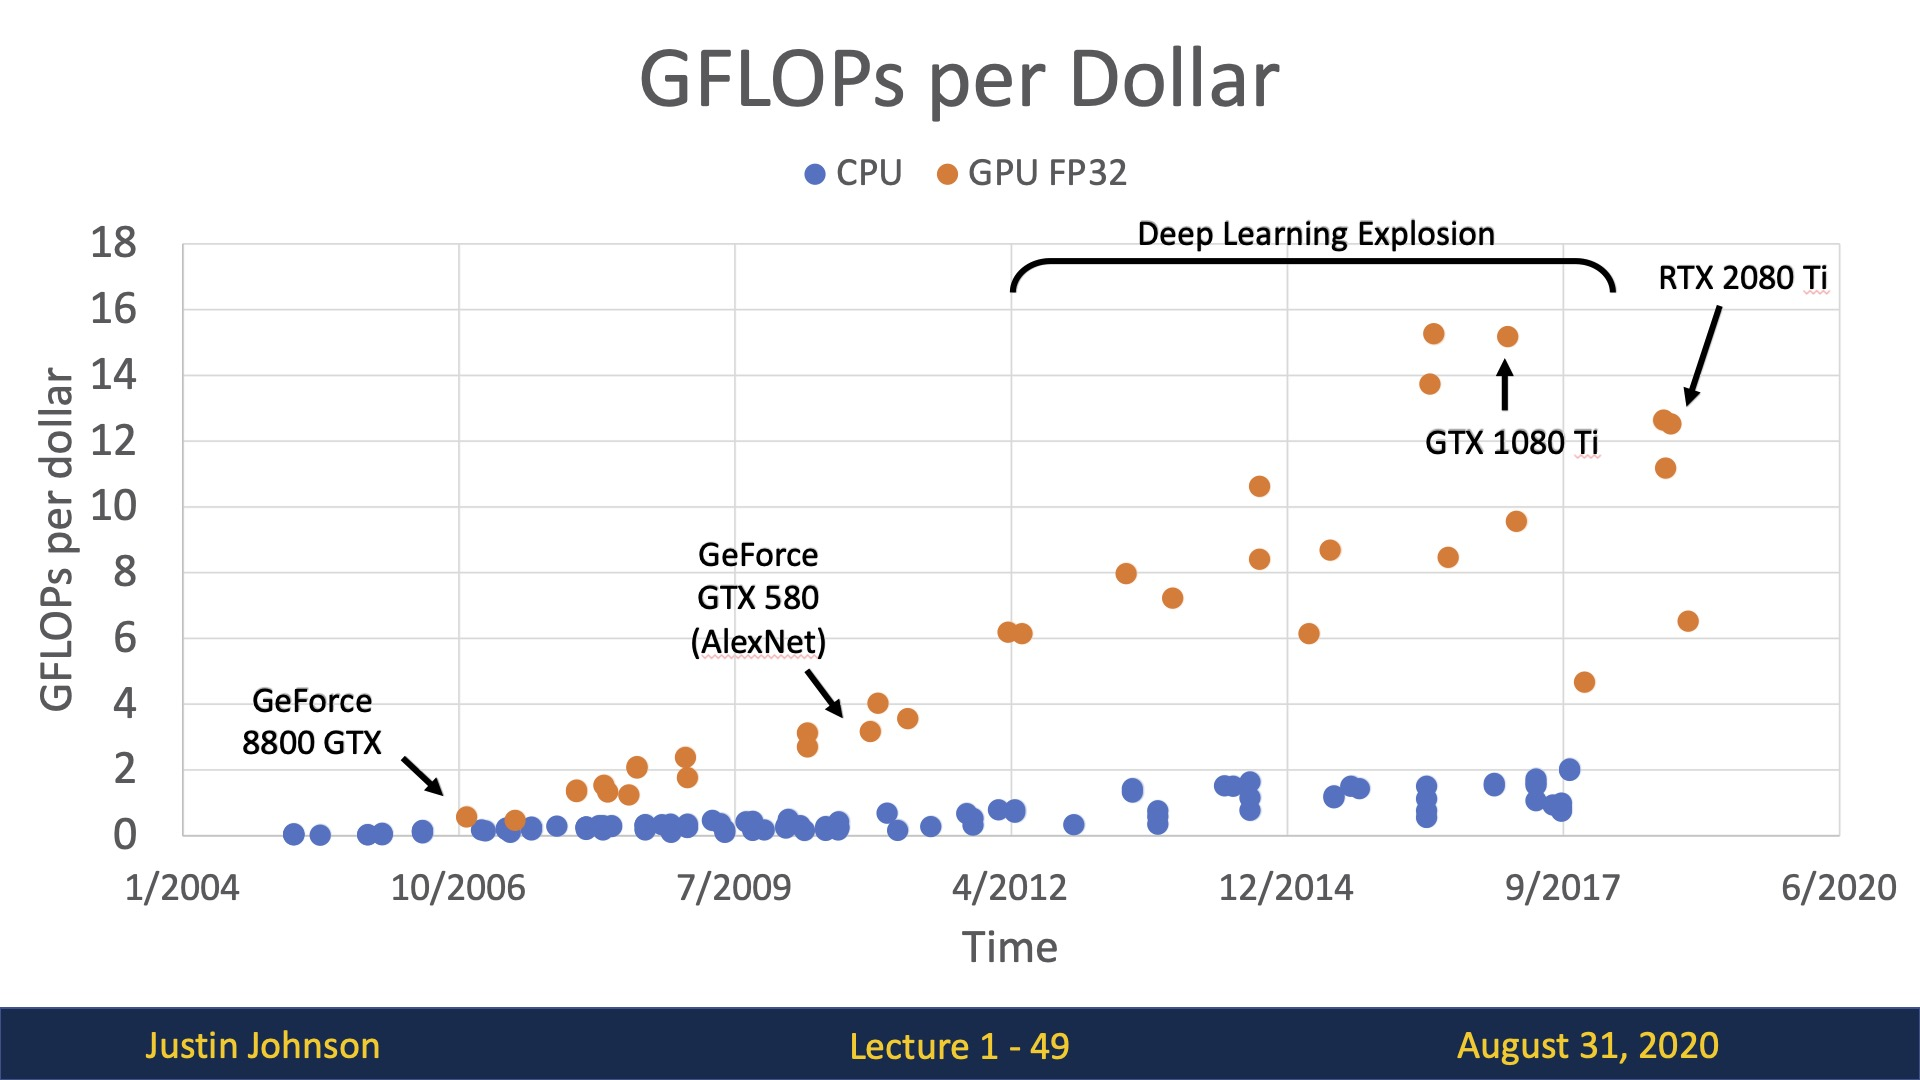 GFLOPs per Dollar
CPU
GPU FP32
Deep Learning Explosion
RTX 2080 Ti
GTX 1080 Ti
GeForce
GTX 580
(AlexNet)
GeForce
8800 GTX
GFLOPs per dollar
18
16
14
12
10
8
6
4
2
0
1/2004
10/2006
7/2009
4/2012
12/2014
9/2017
6/2020
Time
Justin Johnson
Lecture 1 - 49
August 31, 2020